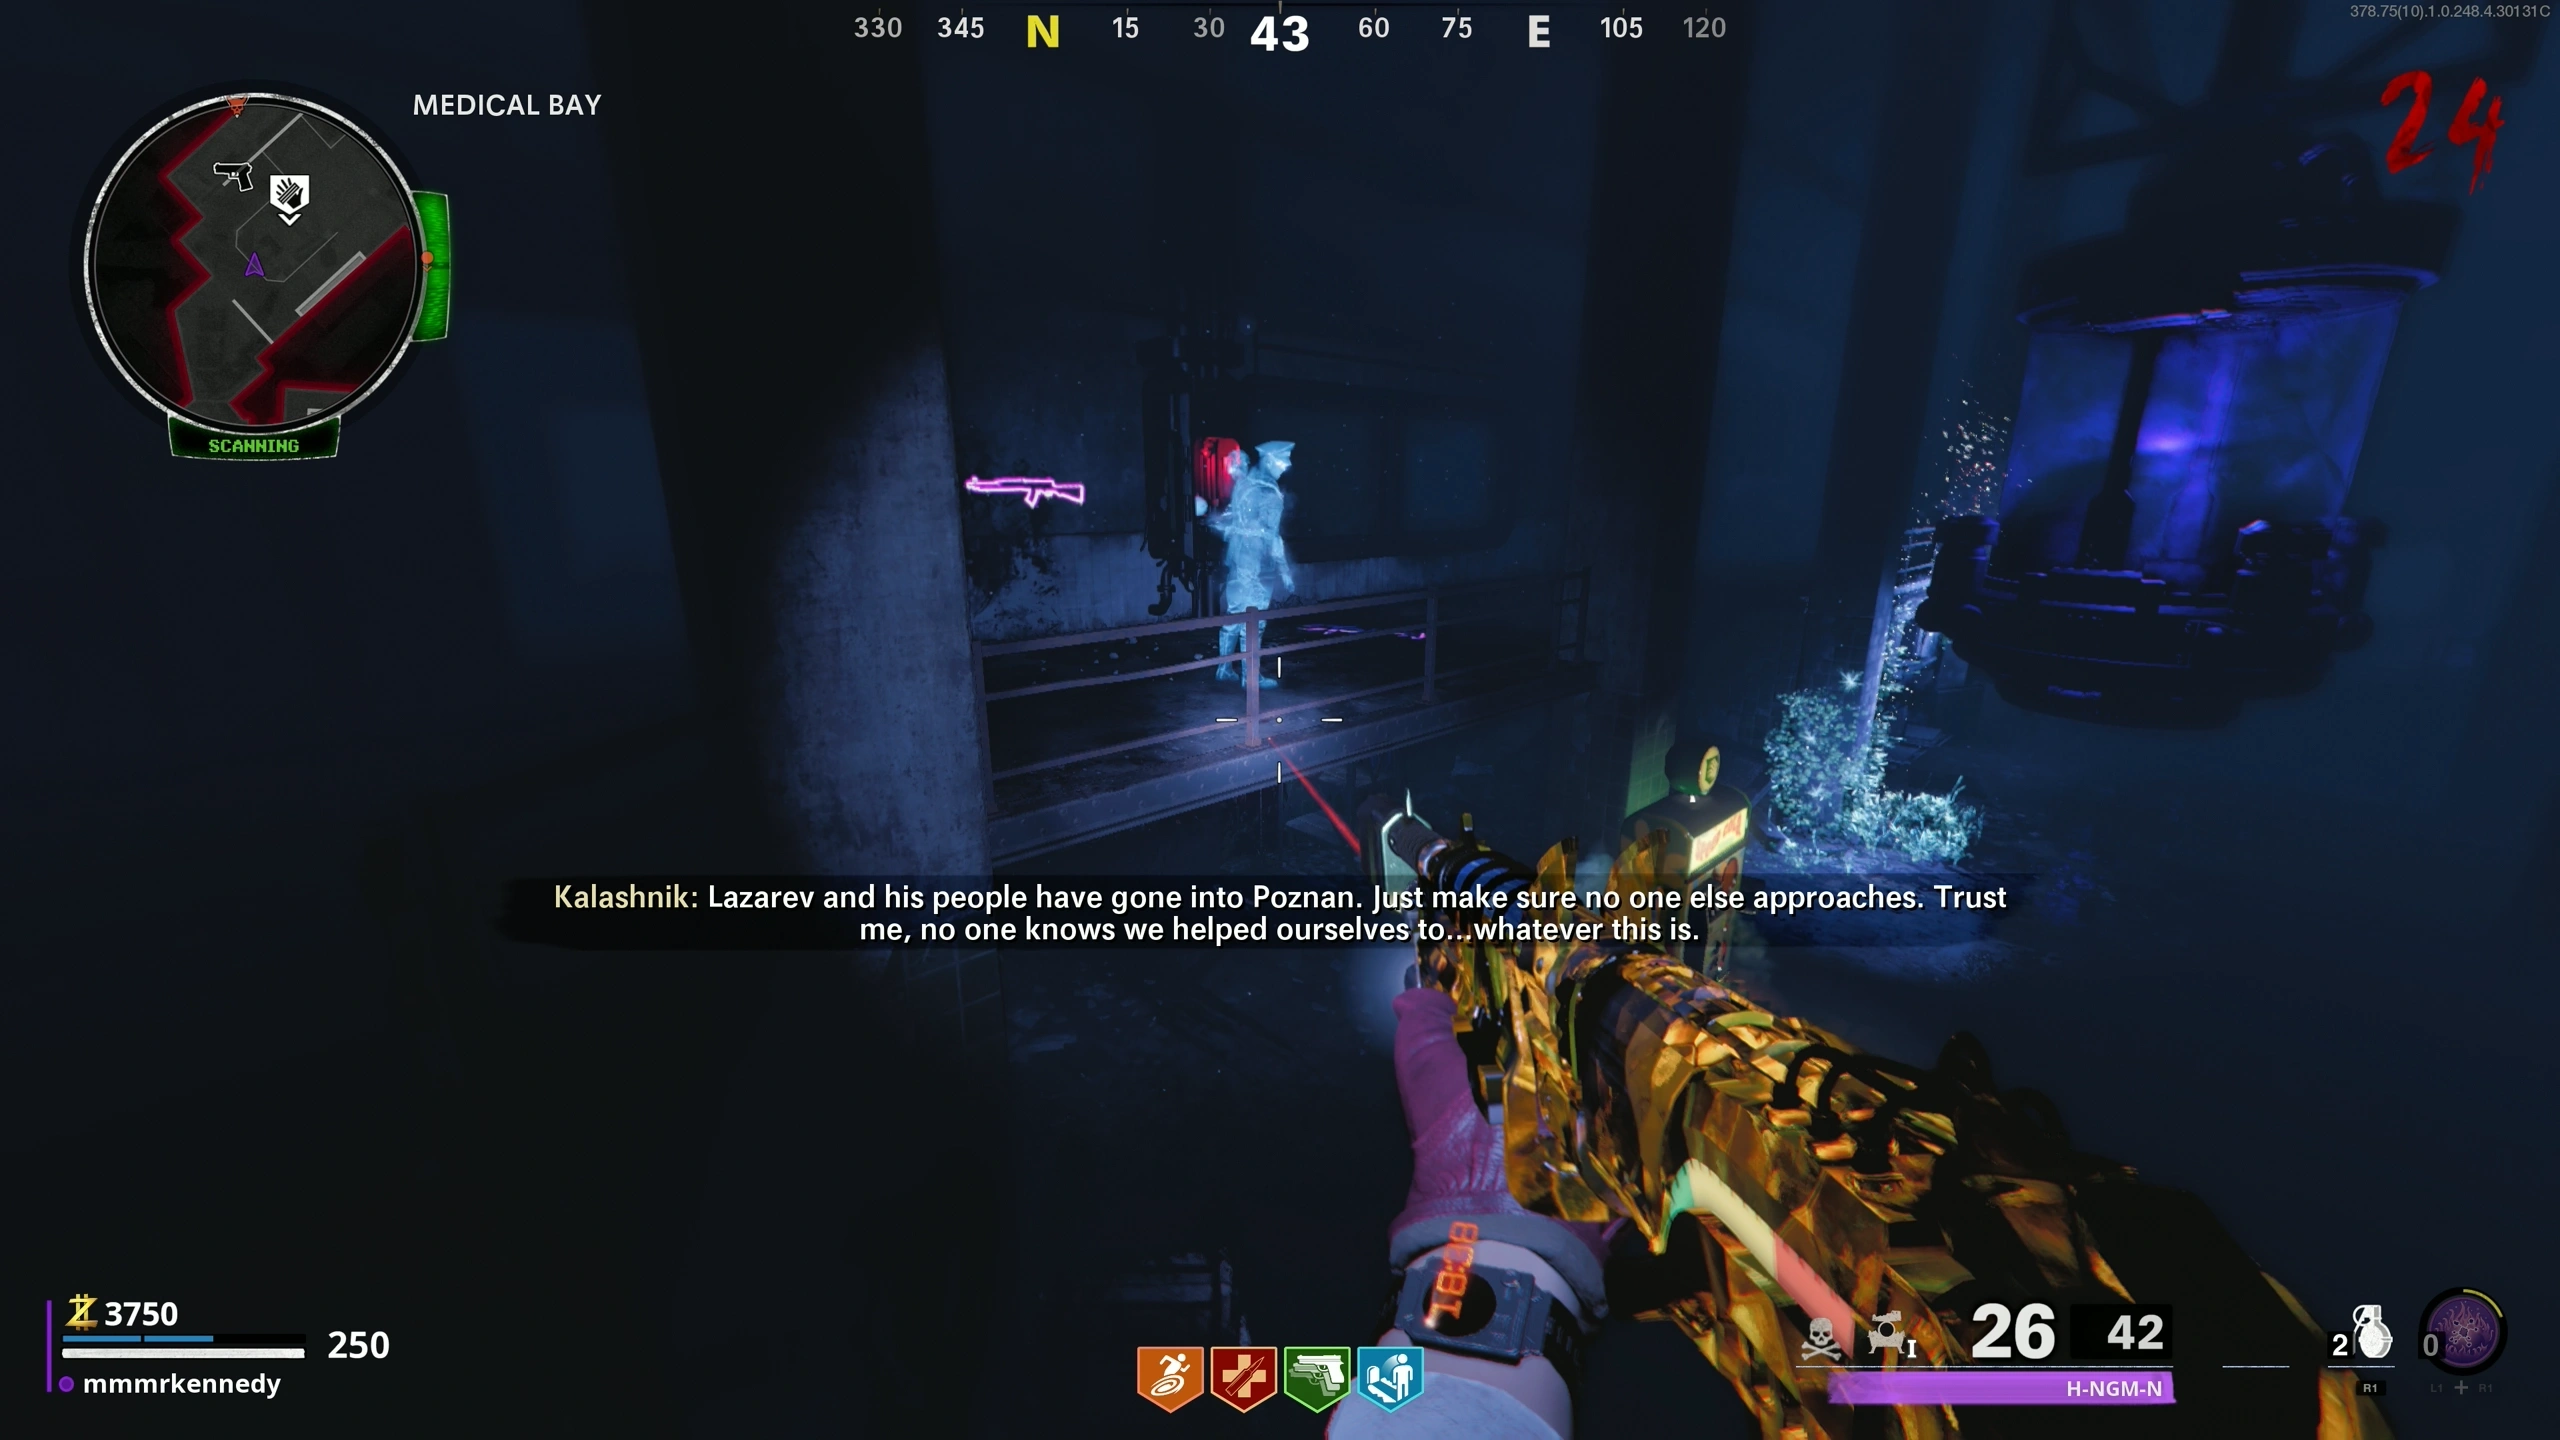 330 345 N 15 30 43 60 75 E 105 120
378.75(10).1.0.248.4.30131C
MEDICAL BAY
24
SCANNING
Kalashnik: Lazarev and his people have gone into Poznan. Just make sure no one else approaches. Trust
me, no one knows we helped ourselves to...whatever this is.
3750
250
mmmrkennedy
I
26 42
H-NGM-N
2
R1
0
L1 + R1